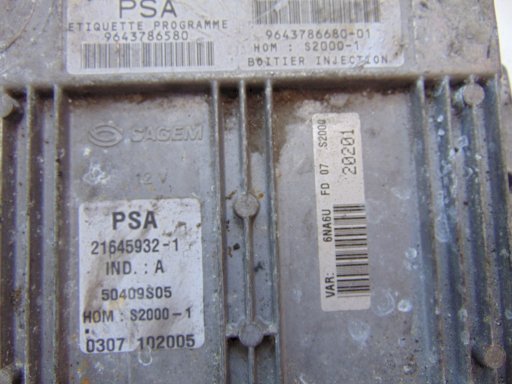 PSA
ETIQUETTE PROGRAMME
9643786580
9643786680-01
HOM : S2000-1
BOITIER INJECTION
SAGEM
12V
PSA
21645932-1
IND. : A
50409S05
HOM : S2000-1
0307 102005
VAR: 6NA6U FD 07 S2000
20201